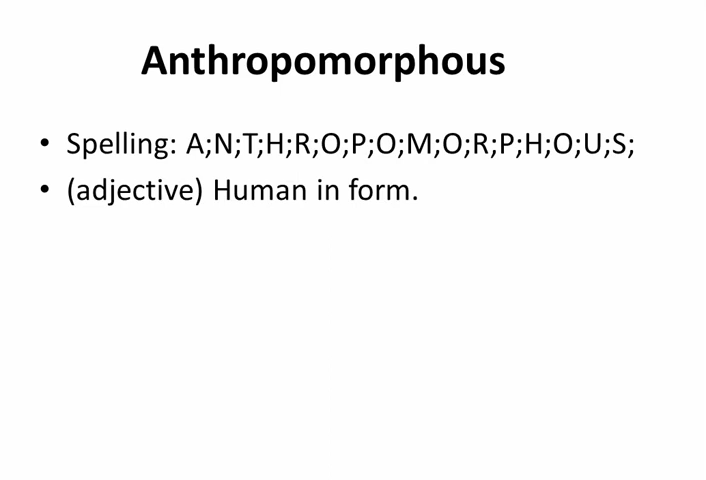 Anthropomorphous
• Spelling: A;N;T;H;R;O;P;O;M;O;R;P;H;O;U;S;
• (adjective) Human in form.